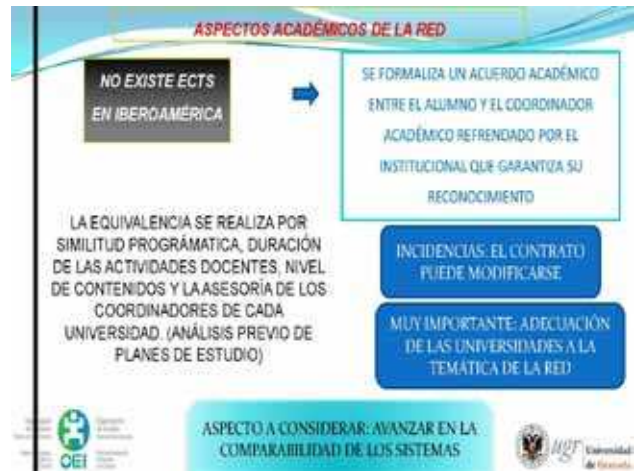 ASPECTOS ACADÉMICOS DE LA RED
NO EXISTE ECTS
EN IBEROAMÉRICA
SE FORMALIZA UN ACUERDO ACADÉMICO
ENTRE EL ALUMNO Y EL COORDINADOR
ACADÉMICO REFRENDADO POR EL
INSTITUCIONAL QUE GARANTIZA SU
RECONOCIMIENTO
LA EQUIVALENCIA SE REALIZA POR
SIMILITUD PROGRÁMATICA, DURACIÓN
DE LAS ACTIVIDADES DOCENTES, NIVEL
DE CONTENIDOS Y LA ASESORÍA DE LOS
COORDINADORES DE CADA
UNIVERSIDAD. (ANÁLISIS PREVIO DE
PLANES DE ESTUDIO)
INCIDENCIAS: EL CONTRATO
PUEDE MODIFICARSE
MUY IMPORTANTE: ADECUACIÓN
DE LAS UNIVERSIDADES A LA
TEMÁTICA DE LA RED
ASPECTO A CONSIDERAR: AVANZAR EN LA
COMPARABILIDAD DE LOS SISTEMAS
OEI
ugr Universidad
de Granada